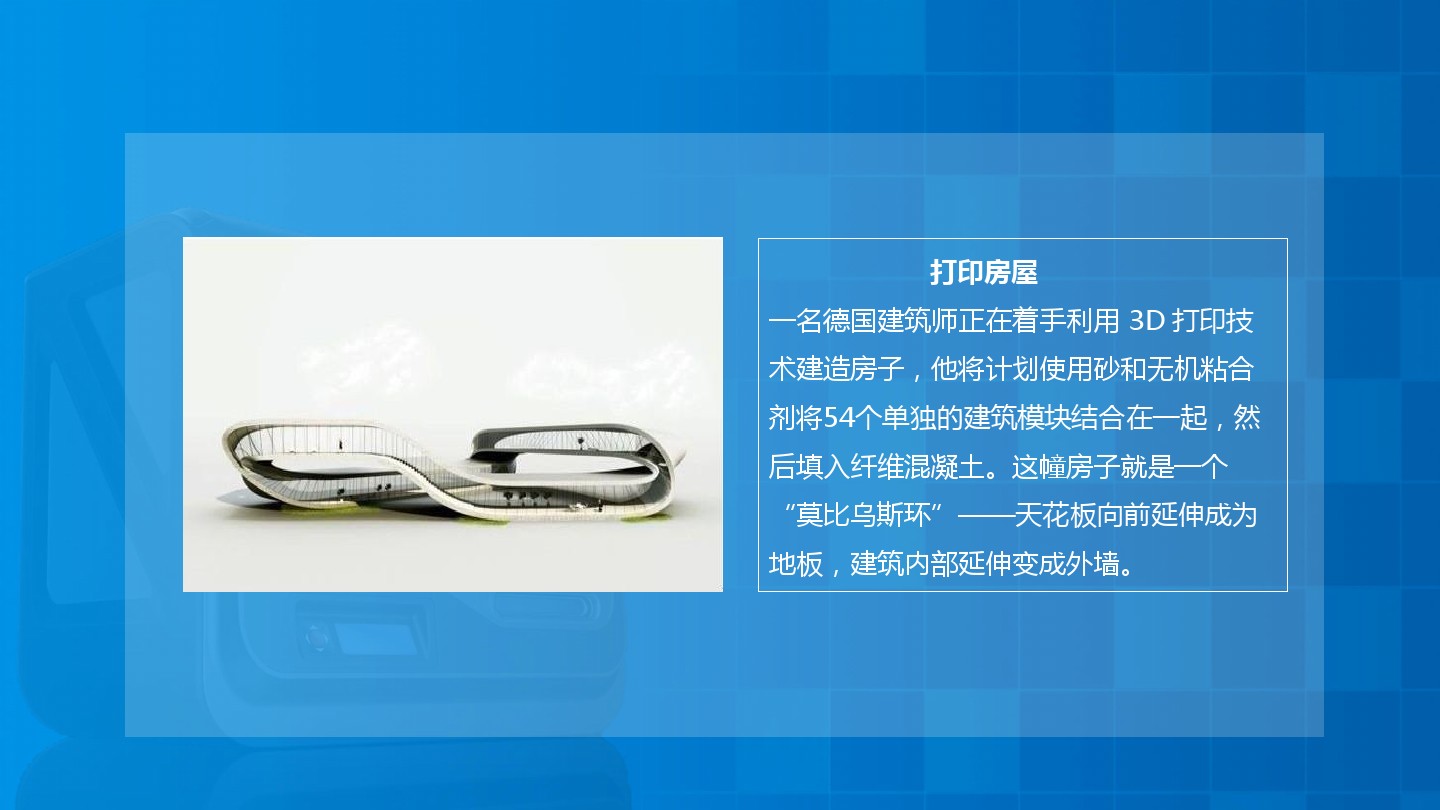 打印房屋
一名德国建筑师正在着手利用 3D 打印技
术建造房子，他将计划使用砂和无机粘合
剂将54个单独的建筑模块结合在一起，然
后填入纤维混凝土。这幢房子就是一个
“莫比乌斯环”——天花板向前延伸成为
地板，建筑内部延伸变成外墙。